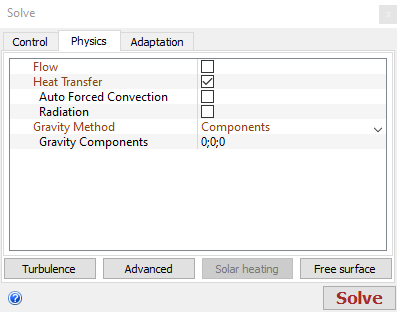 Solve
Control Physics Adaptation
Flow
Heat Transfer
Auto Forced Convection
Radiation
Gravity Method Components
Gravity Components 0;0;0
Turbulence Advanced Solar heating Free surface
? Solve